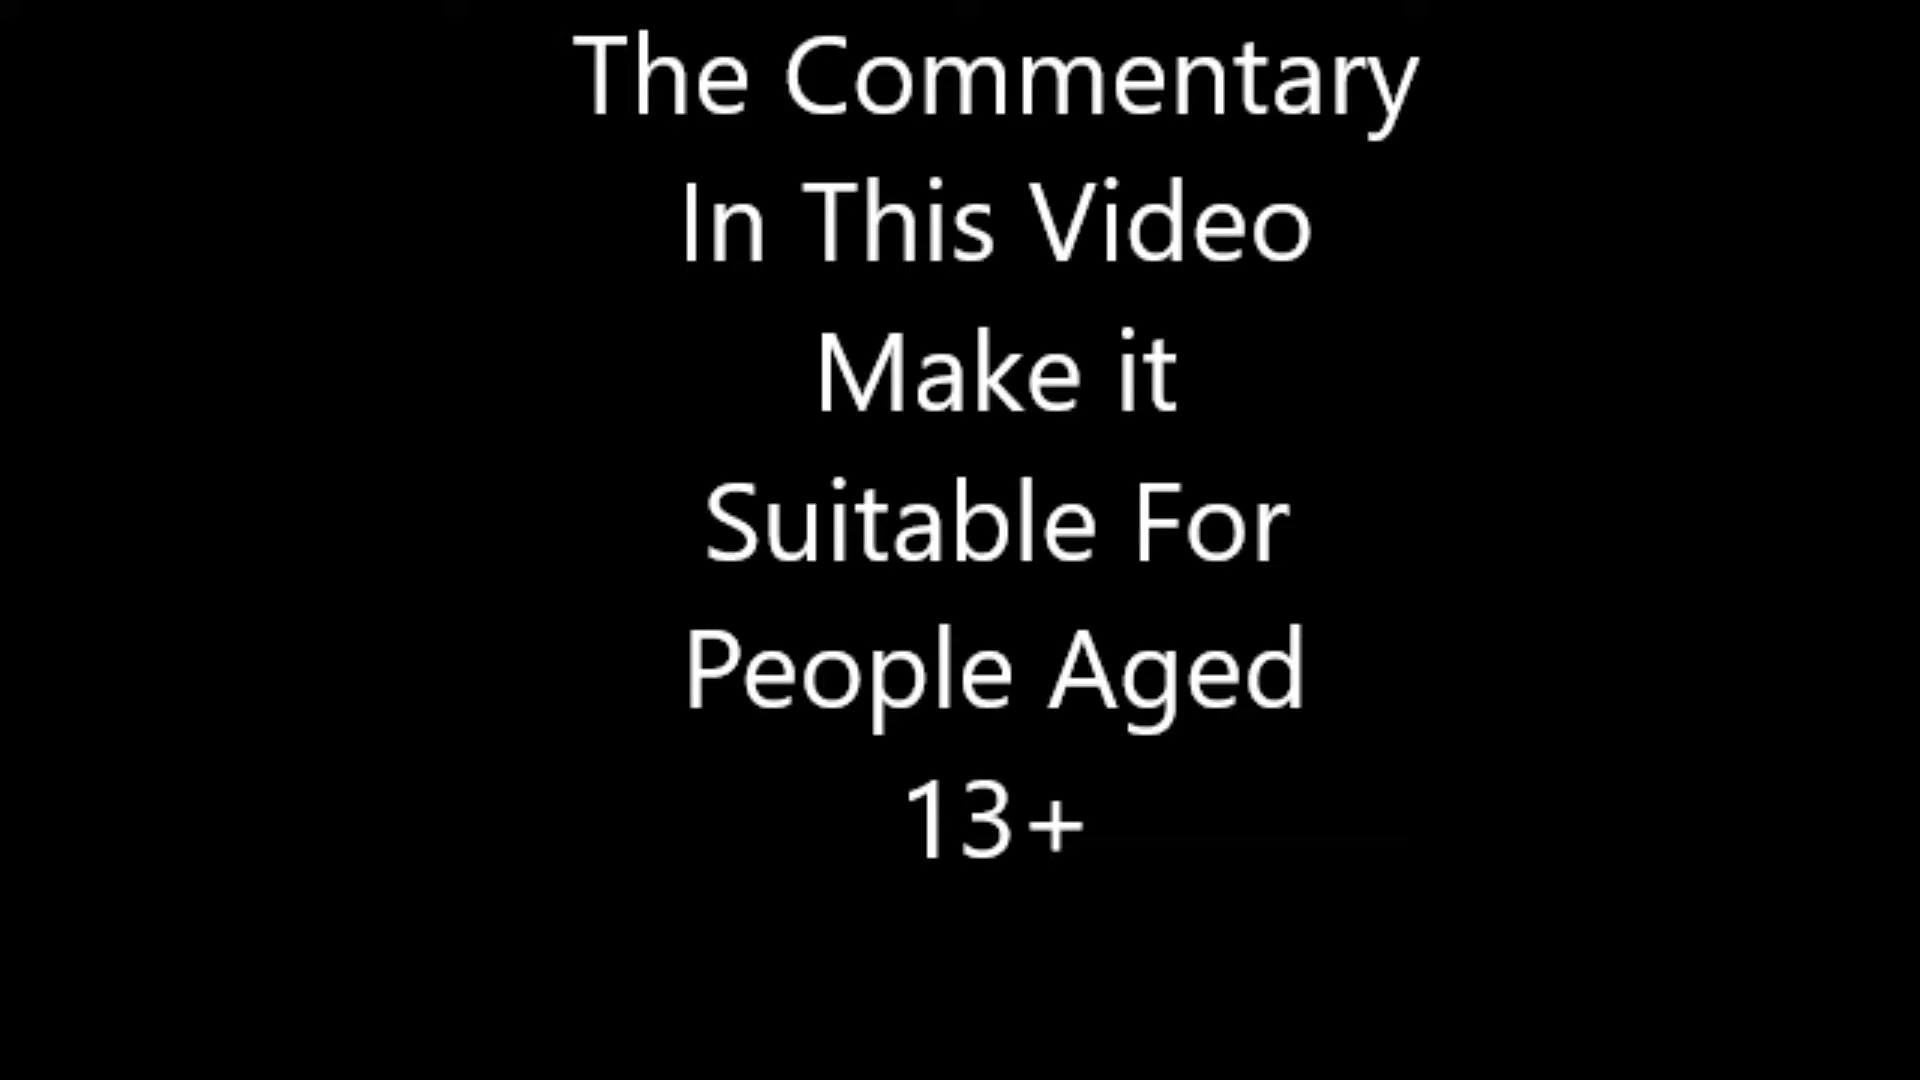 The Commentary
In This Video
Make it
Suitable For
People Aged
13+